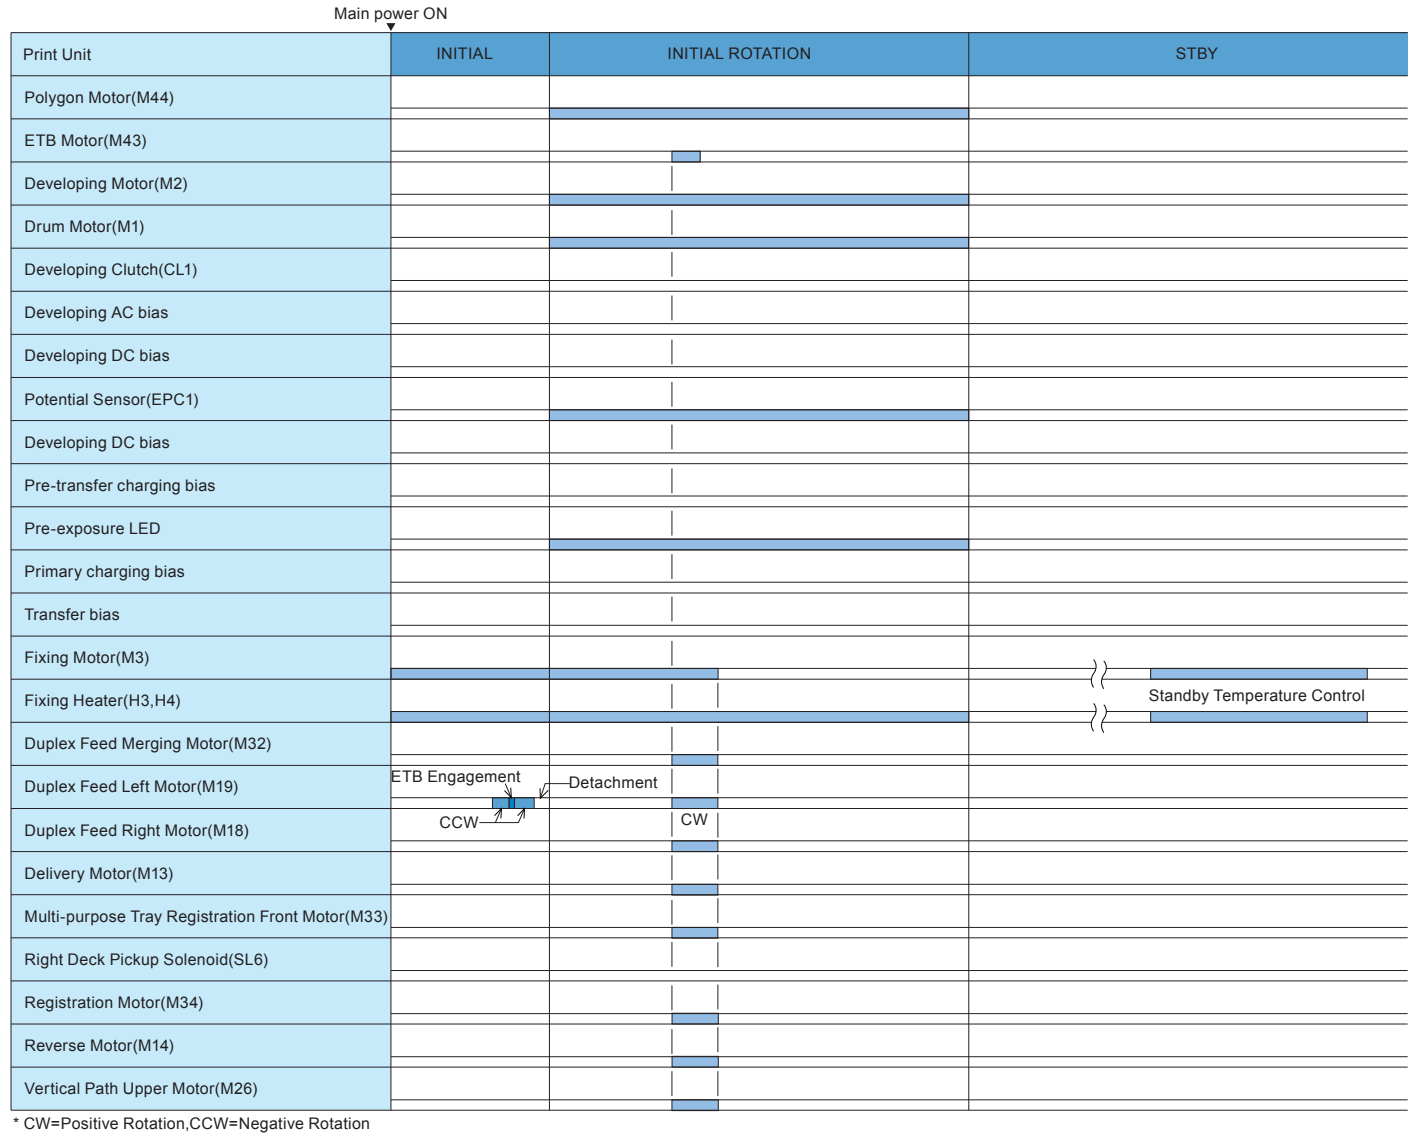 Main power ON
Print Unit INITIAL INITIAL ROTATION STBY
Polygon Motor(M44)
ETB Motor(M43)
Developing Motor(M2)
Drum Motor(M1)
Developing Clutch(CL1)
Developing AC bias
Developing DC bias
Potential Sensor(EPC1)
Developing DC bias
Pre-transfer charging bias
Pre-exposure LED
Primary charging bias
Transfer bias
Fixing Motor(M3)
Fixing Heater(H3,H4) Standby Temperature Control
Duplex Feed Merging Motor(M32)
ETB Engagement
Duplex Feed Left Motor(M19) Detachment
CCW CW
Duplex Feed Right Motor(M18)
Delivery Motor(M13)
Multi-purpose Tray Registration Front Motor(M33)
Right Deck Pickup Solenoid(SL6)
Registration Motor(M34)
Reverse Motor(M14)
Vertical Path Upper Motor(M26)
* CW=Positive Rotation,CCW=Negative Rotation